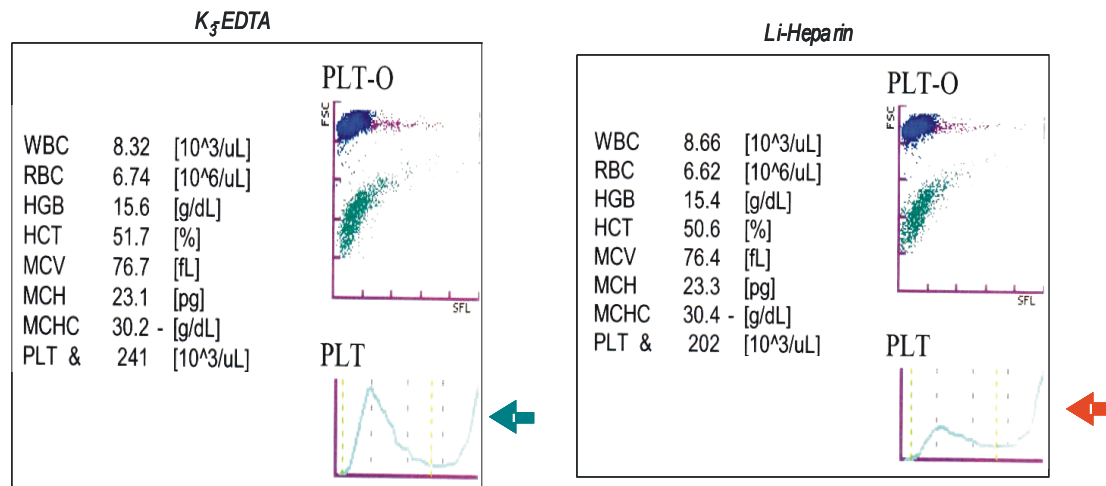 K3-EDTA
PLT-O
FSC
WBC 8.32 [10^3/uL]
RBC 6.74 [10^6/uL]
HGB 15.6 [g/dL]
HCT 51.7 [%]
MCV 76.7 [fL]
MCH 23.1 [pg]
MCHC 30.2 - [g/dL]
PLT & 241 [10^3/uL]
SFL
PLT
Li-Heparin
PLT-O
FSC
WBC 8.66 [10^3/uL]
RBC 6.62 [10^6/uL]
HGB 15.4 [g/dL]
HCT 50.6 [%]
MCV 76.4 [fL]
MCH 23.3 [pg]
MCHC 30.4 - [g/dL]
PLT & 202 [10^3/uL]
SFL
PLT